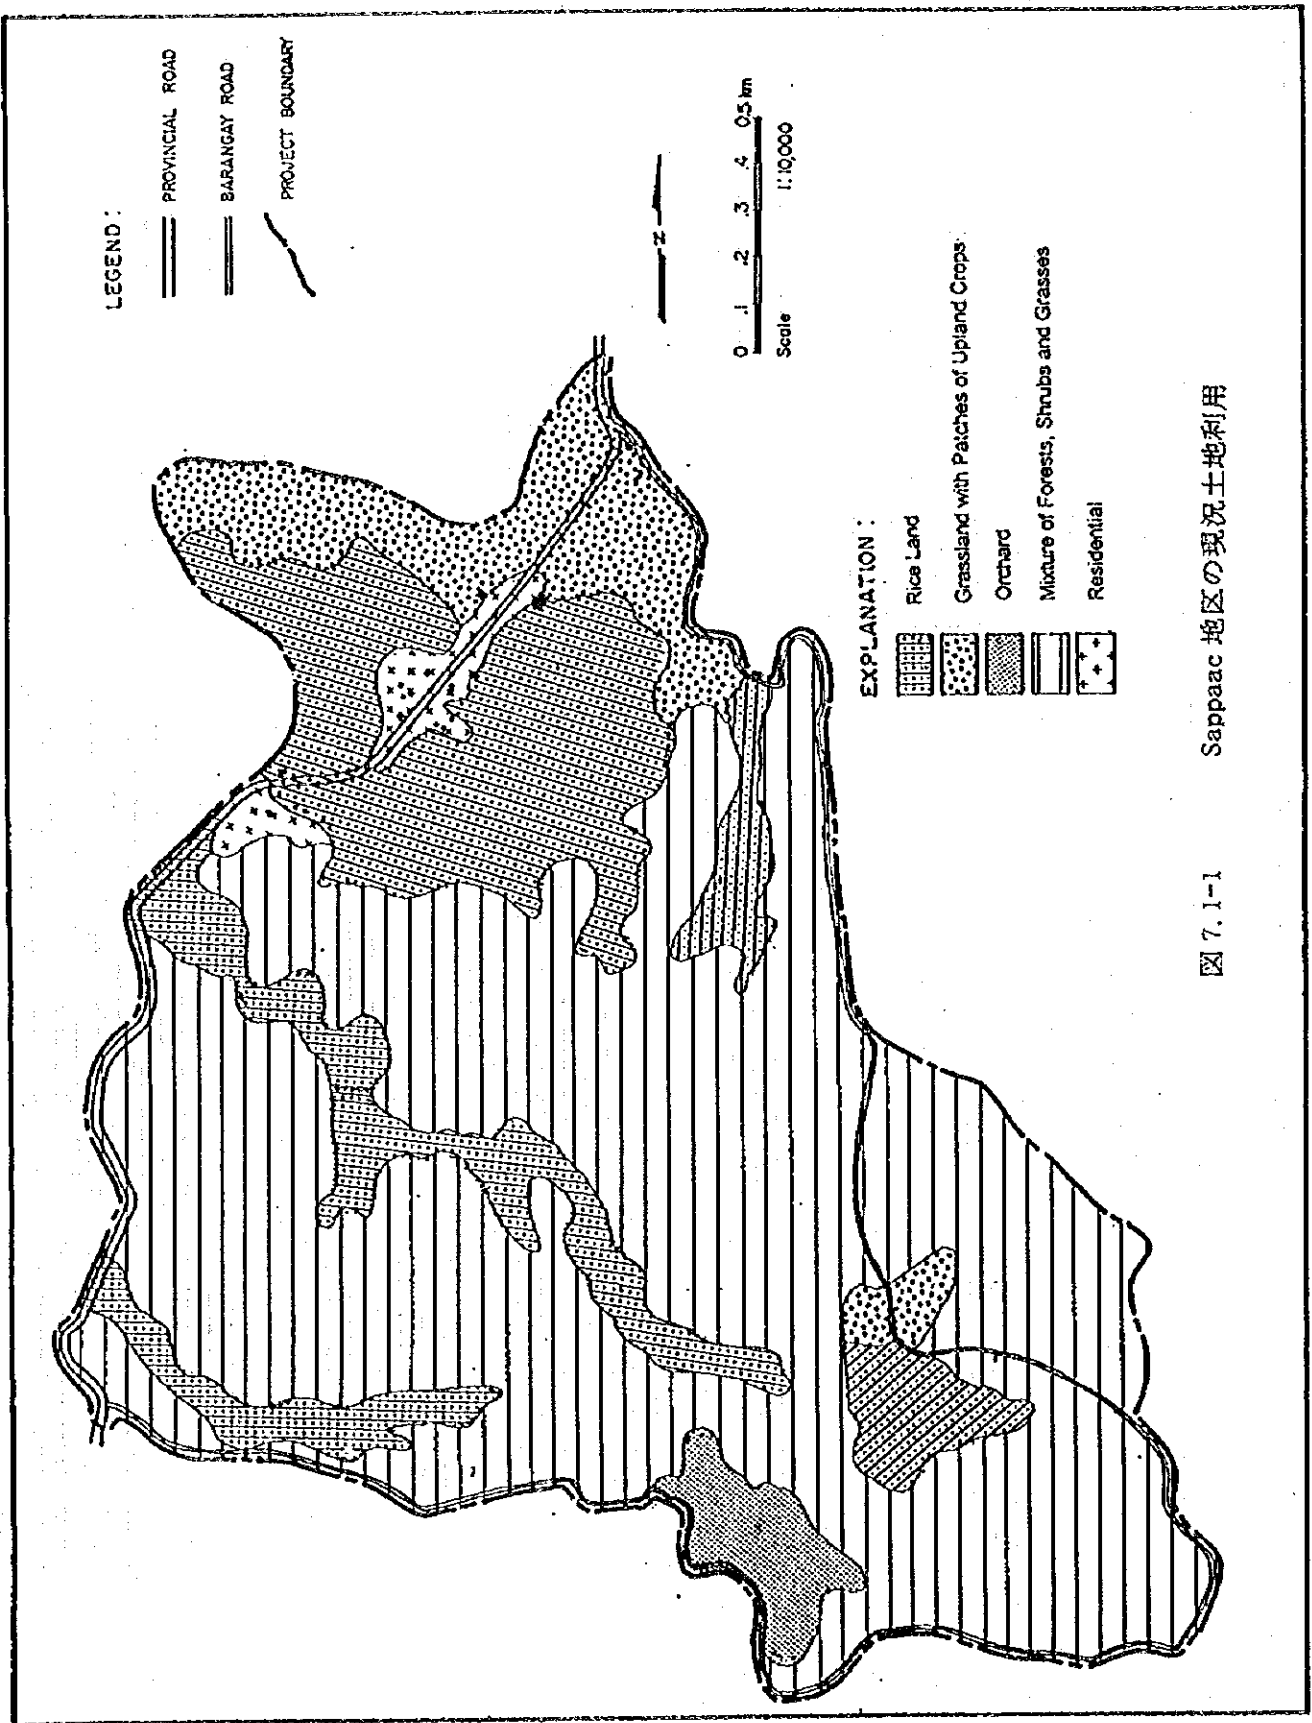 LEGEND :
PROVINCIAL ROAD
BARANGAY ROAD
PROJECT BOUNDARY
N
0 .1 .2 .3 .4 0.5 km
Scale 1:10,000
EXPLANATION :
Rice Land
Grassland with Patches of Upland Crops
Orchard
Mixture of Forests, Shrubs and Grasses
Residential
図 7.1-1 Sappaac 地区の現況土地利用